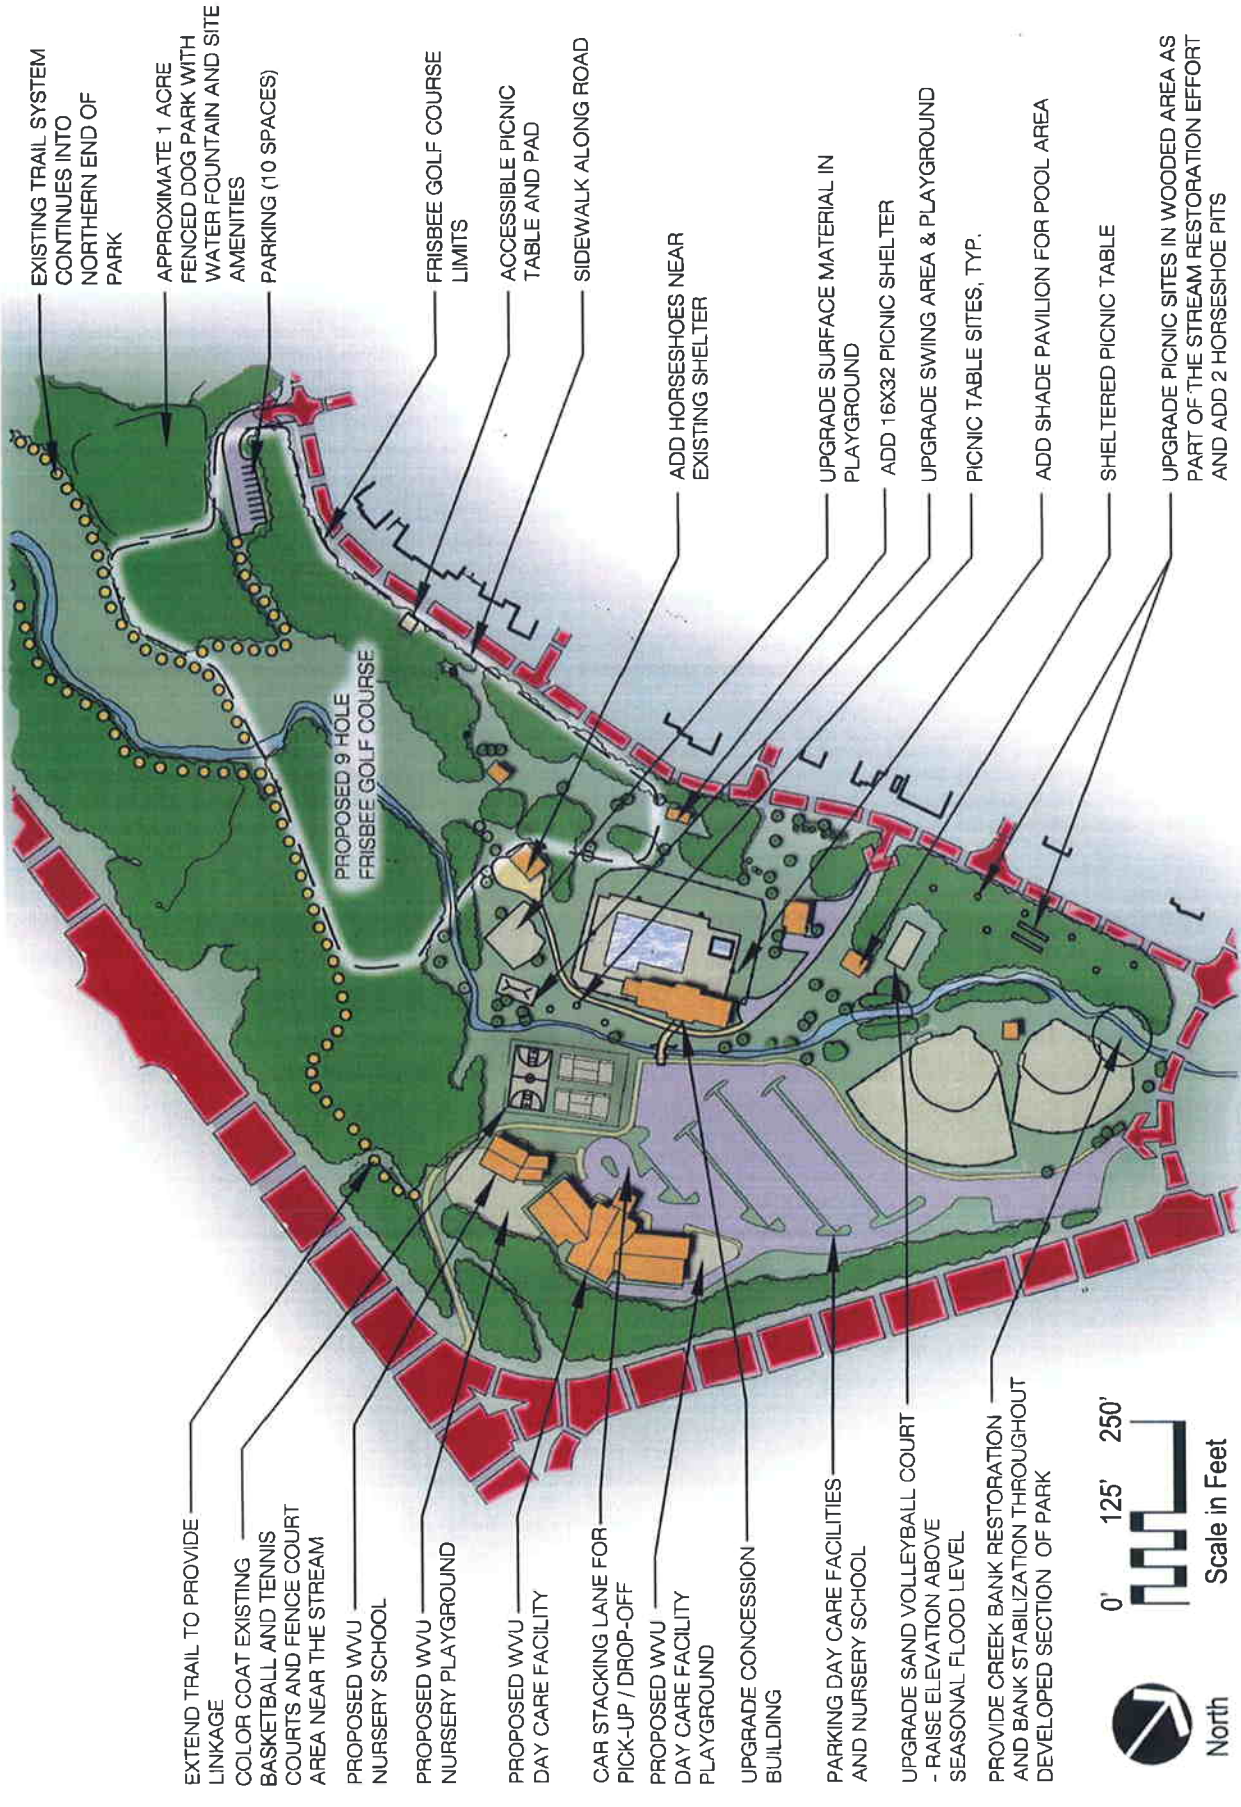 EXISTING TRAIL SYSTEM
CONTINUES INTO
NORTHERN END OF
PARK
APPROXIMATE 1 ACRE
FENCED DOG PARK WITH
WATER FOUNTAIN AND SITE
AMENITIES
PARKING (10 SPACES)
FRISBEE GOLF COURSE
LIMITS
ACCESSIBLE PICNIC
TABLE AND PAD
SIDEWALK ALONG ROAD
ADD HORSESHOES NEAR
EXISTING SHELTER
UPGRADE SURFACE MATERIAL IN
PLAYGROUND
ADD 16X32 PICNIC SHELTER
UPGRADE SWING AREA & PLAYGROUND
PICNIC TABLE SITES, TYP.
ADD SHADE PAVILION FOR POOL AREA
SHELTERED PICNIC TABLE
UPGRADE PICNIC SITES IN WOODED AREA AS
PART OF THE STREAM RESTORATION EFFORT
AND ADD 2 HORSESHOE PITS
PROPOSED 9 HOLE
FRISBEE GOLF COURSE
EXTEND TRAIL TO PROVIDE
LINKAGE
COLOR COAT EXISTING
BASKETBALL AND TENNIS
COURTS AND FENCE COURT
AREA NEAR THE STREAM
PROPOSED WVU
NURSERY SCHOOL
PROPOSED WVU
NURSERY PLAYGROUND
PROPOSED WVU
DAY CARE FACILITY
CAR STACKING LANE FOR
PICK-UP / DROP-OFF
PROPOSED WVU
DAY CARE FACILITY
PLAYGROUND
UPGRADE CONCESSION
BUILDING
PARKING DAY CARE FACILITIES
AND NURSERY SCHOOL
UPGRADE SAND VOLLEYBALL COURT
- RAISE ELEVATION ABOVE
SEASONAL FLOOD LEVEL
PROVIDE CREEK BANK RESTORATION
AND BANK STABILIZATION THROUGHOUT
DEVELOPED SECTION OF PARK
North
0' 125' 250'
Scale in Feet